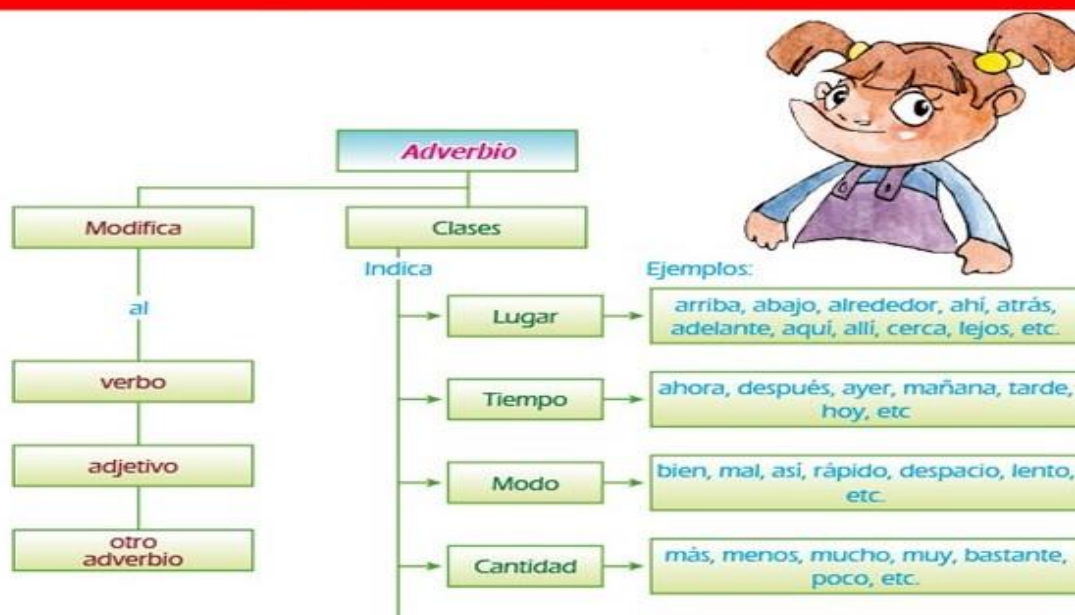 Adverbio
Modifica
Clases
al
verbo
adjetivo
otro
adverbio
Indica
Ejemplos:
Lugar
arriba, abajo, alrededor, ahí, atrás,
adelante, aquí, allí, cerca, lejos, etc.
Tiempo
ahora, después, ayer, mañana, tarde,
hoy, etc
Modo
bien, mal, así, rápido, despacio, lento,
etc.
Cantidad
más, menos, mucho, muy, bastante,
poco, etc.